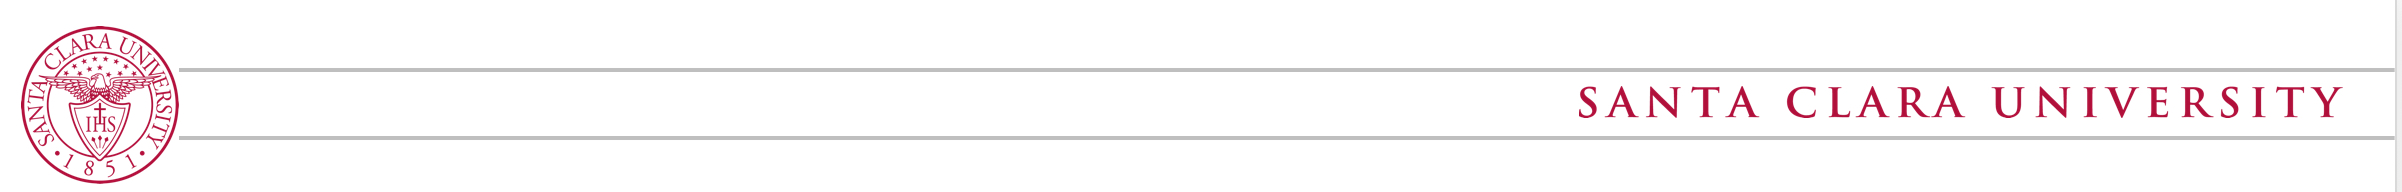 SANTA CLARA UNIVERSITY
IHS
· 1851 ·
SANTA CLARA UNIVERSITY